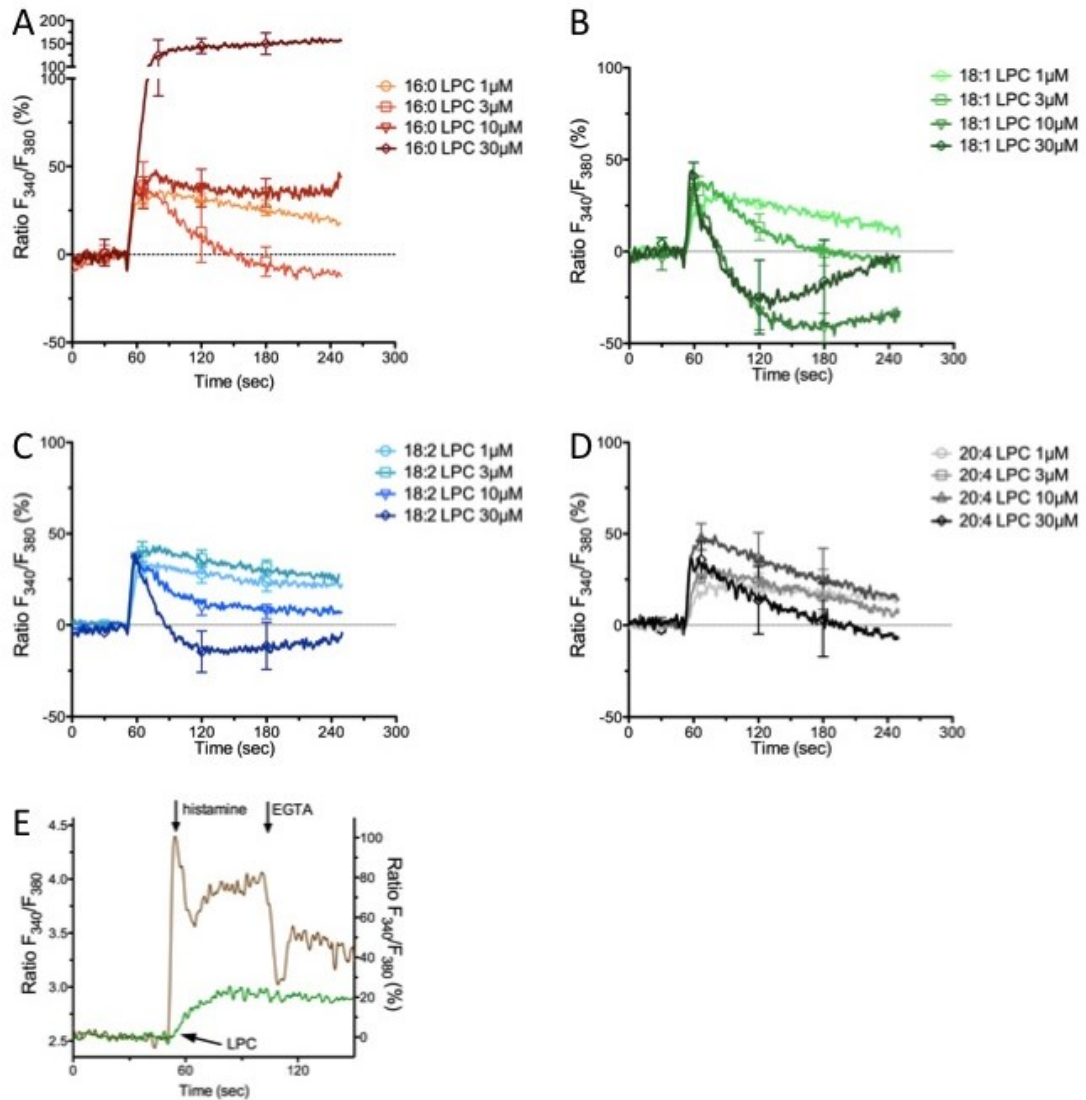 A
200
150
100
100
50
0
-50
Ratio F340/F380 (%)
0 60 120 180 240 300
Time (sec)
16:0 LPC 1µM
16:0 LPC 3µM
16:0 LPC 10µM
16:0 LPC 30µM
B
100
50
0
-50
Ratio F340/F380 (%)
0 60 120 180 240 300
Time (sec)
18:1 LPC 1µM
18:1 LPC 3µM
18:1 LPC 10µM
18:1 LPC 30µM
C
100
50
0
-50
Ratio F340/F380 (%)
0 60 120 180 240 300
Time (sec)
18:2 LPC 1µM
18:2 LPC 3µM
18:2 LPC 10µM
18:2 LPC 30µM
D
100
50
0
-50
Ratio F340/F380 (%)
0 60 120 180 240 300
Time (sec)
20:4 LPC 1µM
20:4 LPC 3µM
20:4 LPC 10µM
20:4 LPC 30µM
E
histamine
EGTA
4.5
4.0
3.5
3.0
2.5
Ratio F340/F380
100
80
60
40
20
0
Ratio F340/F380 (%)
LPC
0 60 120
Time (sec)